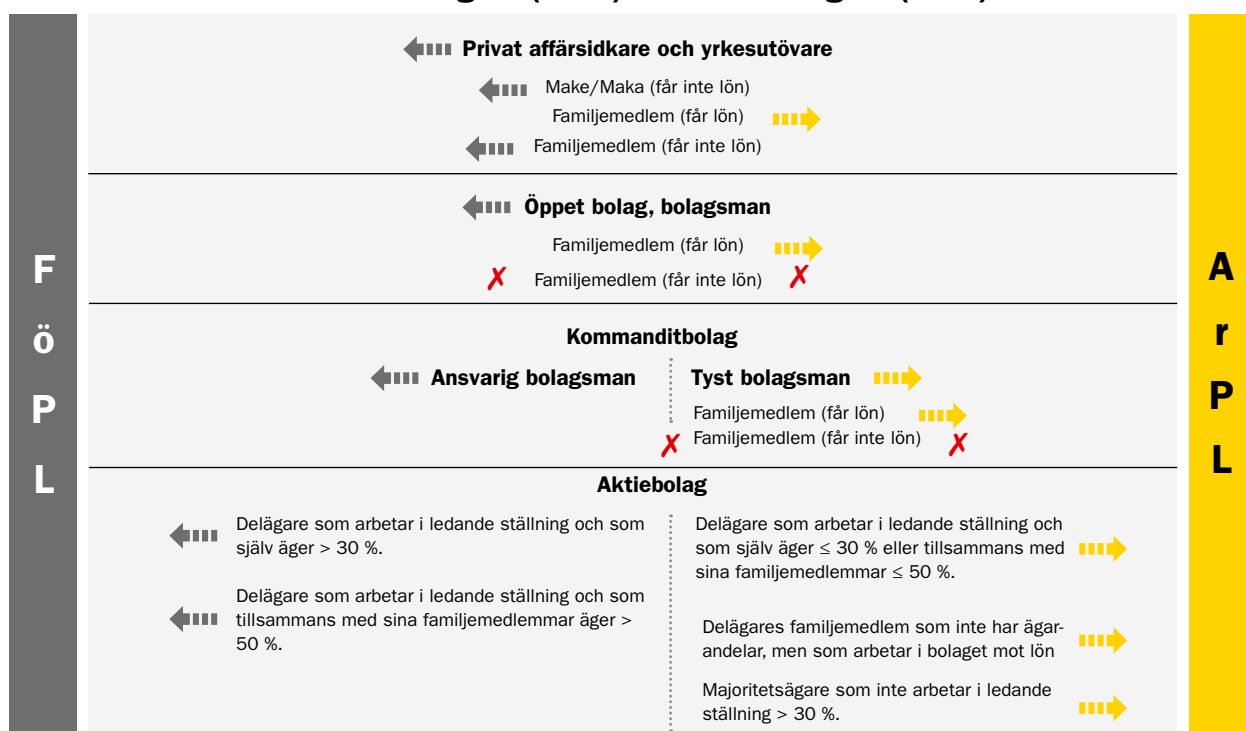 Privat affärsidkare och yrkesutövare
Make/Maka (får inte lön)
Familjemedlem (får lön)
Familjemedlem (får inte lön)
Öppet bolag, bolagsman
Familjemedlem (får lön)
Familjemedlem (får inte lön)
Kommanditbolag
Ansvarig bolagsman
Tyst bolagsman
Familjemedlem (får lön)
Familjemedlem (får inte lön)
Aktiebolag
Delägare som arbetar i ledande ställning och som
själv äger > 30 %.
Delägare som arbetar i ledande ställning och som
tillsammans med sina familjemedlemmar äger >
50 %.
Delägare som arbetar i ledande ställning och
som själv äger ≤ 30 % eller tillsammans med
sina familjemedlemmar ≤ 50 %.
Delägares familjemedlem som inte har ägar-
andelar, men som arbetar i bolaget mot lön
Majoritetsägare som inte arbetar i ledande
ställning > 30 %.
F
ö
P
L
A
r
P
L